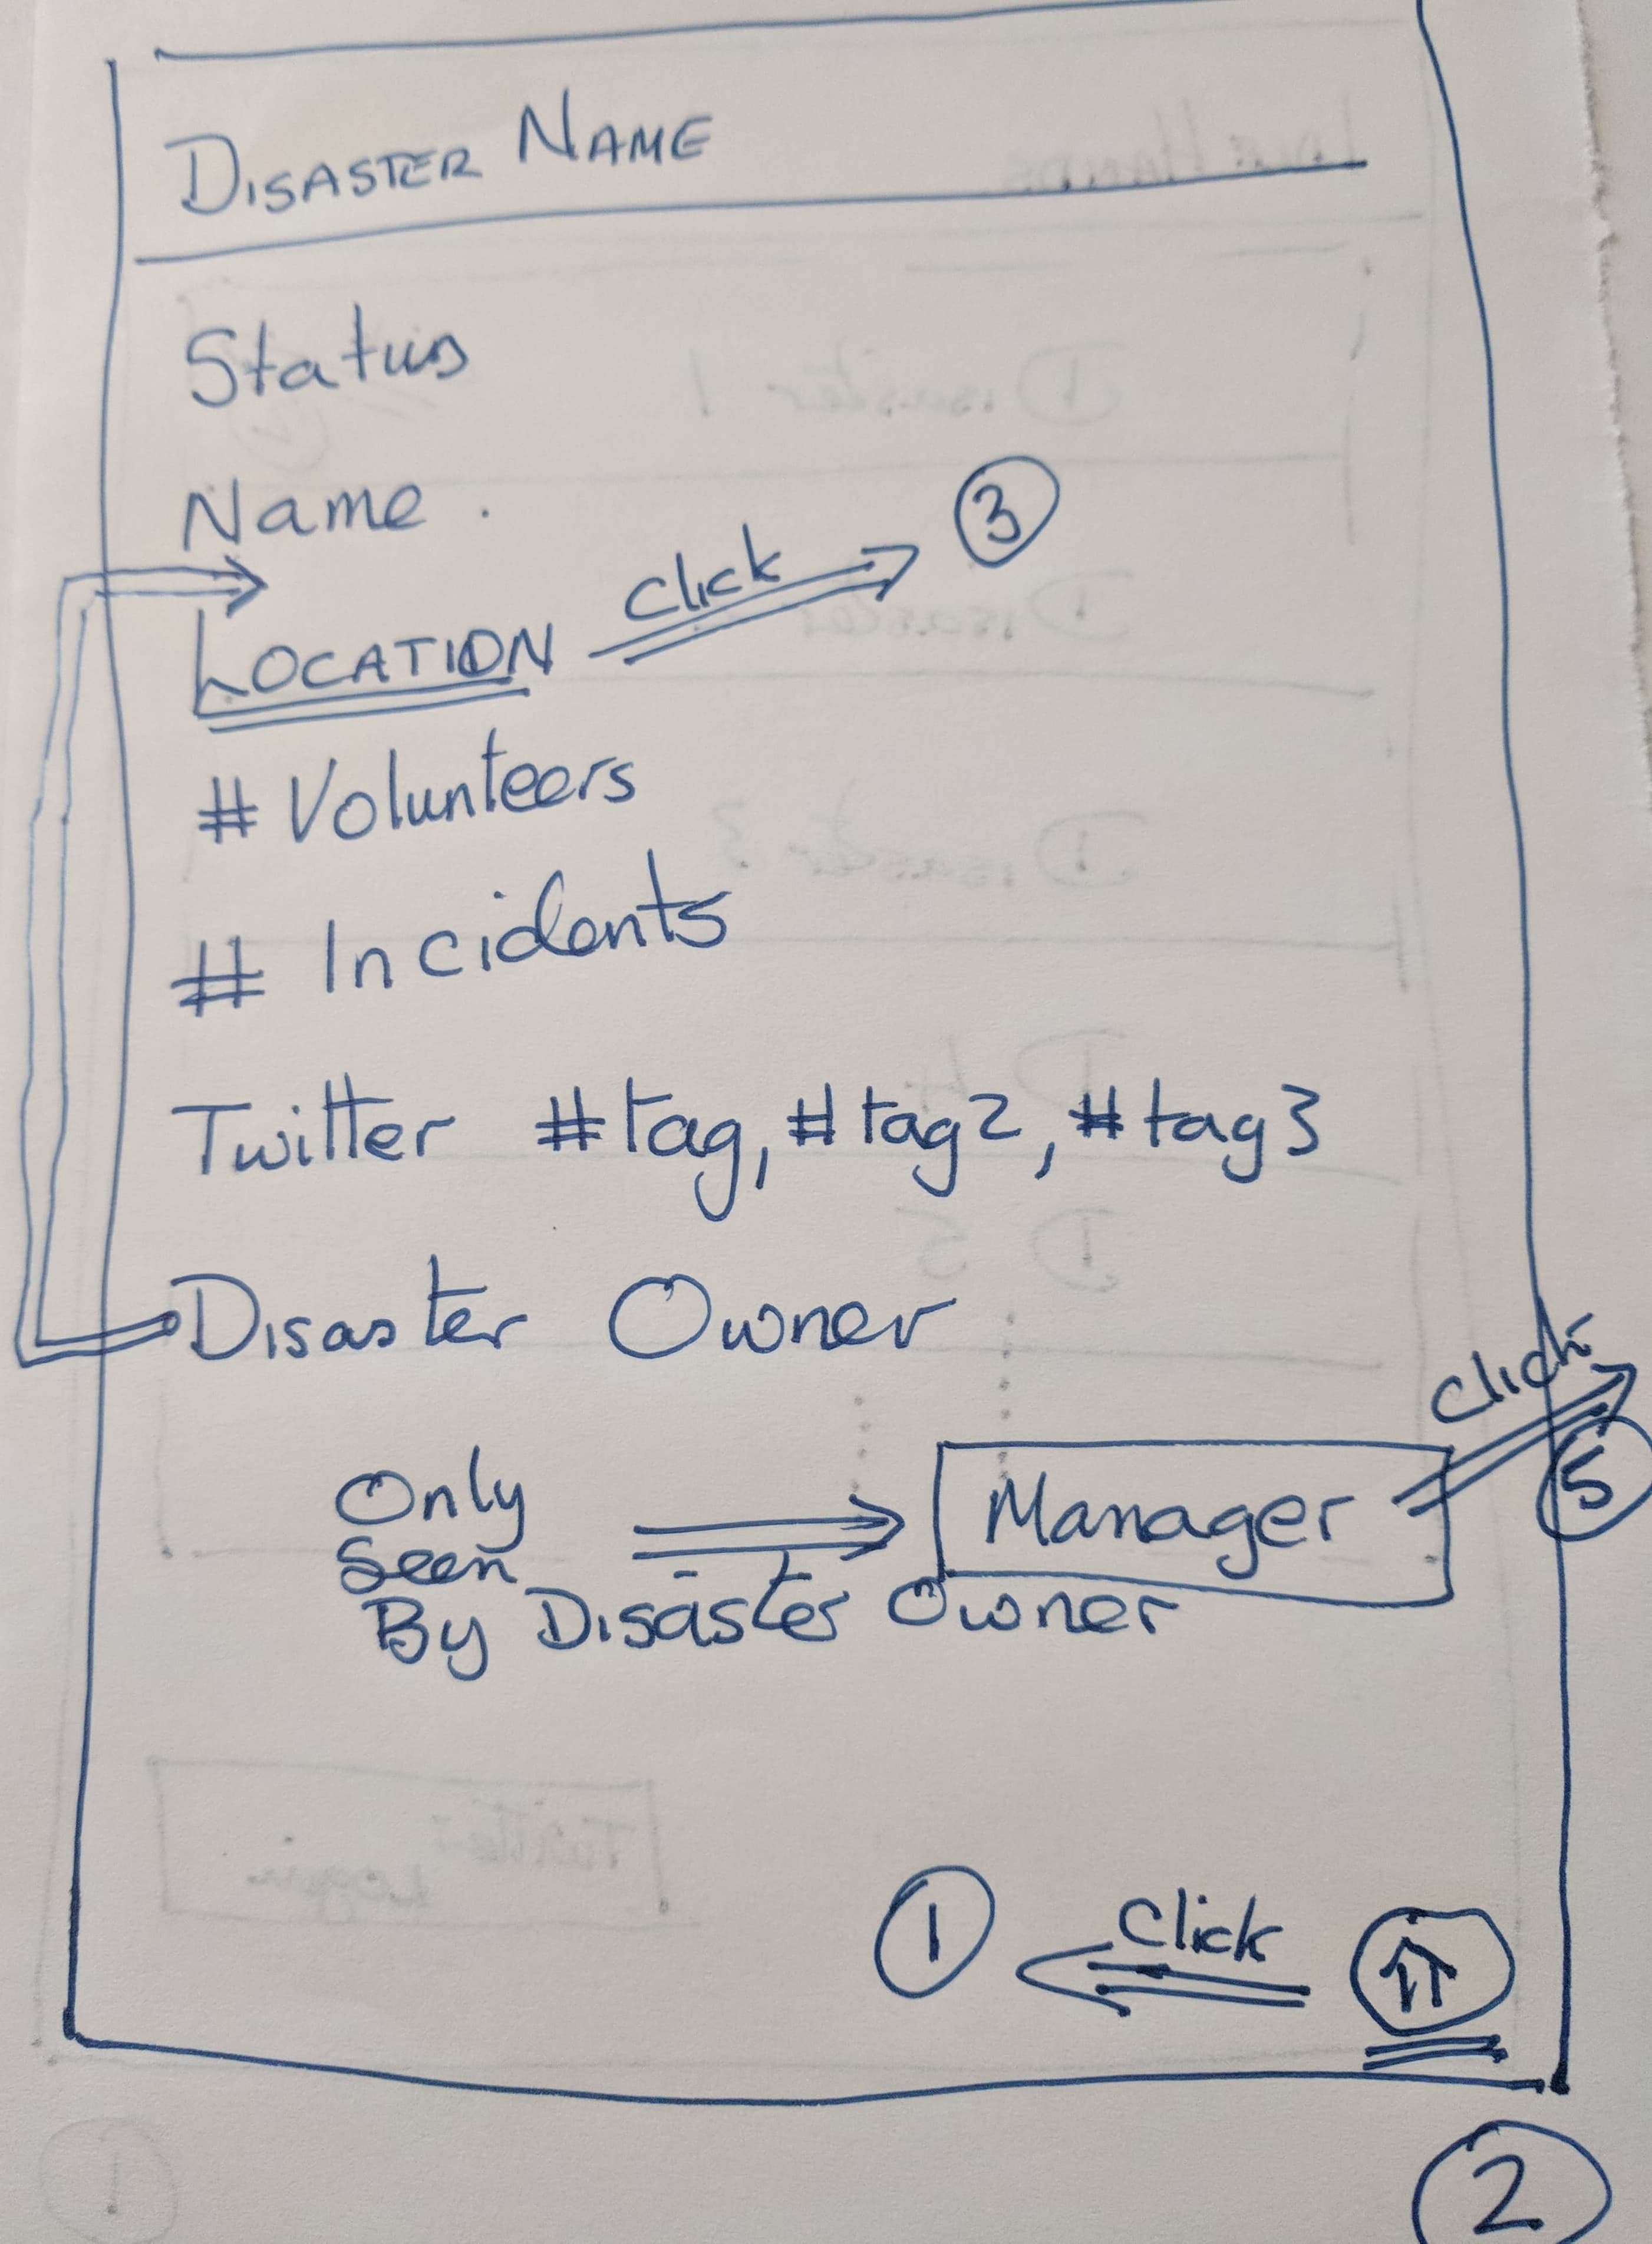 DISASTER NAME
Status
Name
Click 3
LOCATION
# Volunteers
# Incidents
Twitter #tag, #tag2, #tag3
Disaster Owner
Click
5
Only
Seen
Manager
By Disaster Owner
1 Click
2